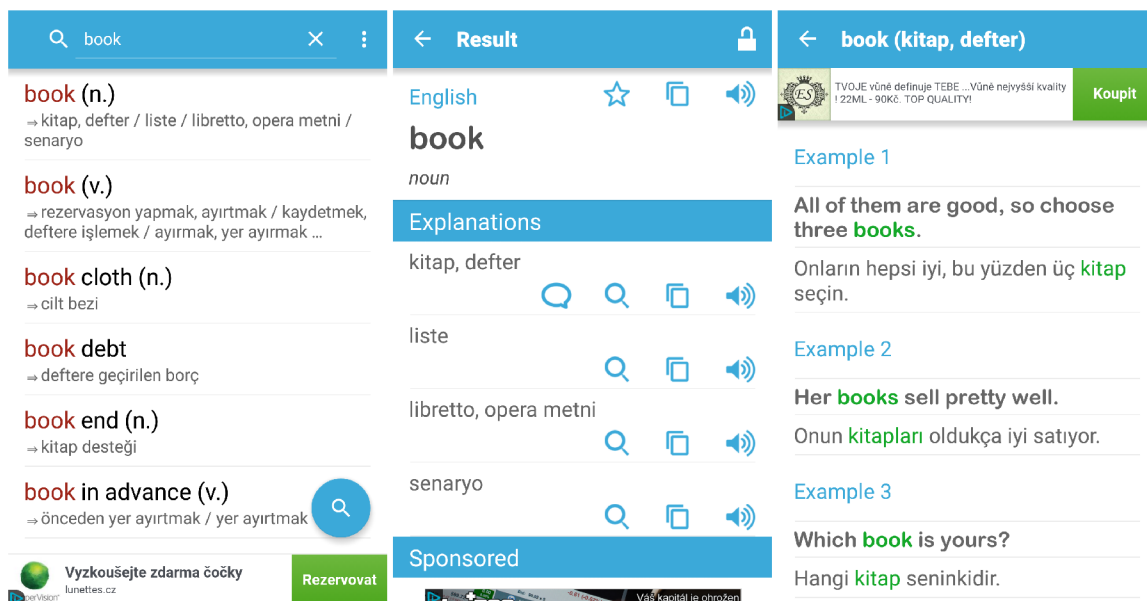 book
book (n.)
⇒ kitap, defter / liste / libretto, opera metni /
senaryo
book (v.)
⇒ rezervasyon yapmak, ayırtmak / kaydetmek,
deftere işlemek / ayırmak, yer ayırmak ...
book cloth (n.)
⇒ cilt bezi
book debt
⇒ deftere geçirilen borç
book end (n.)
⇒ kitap desteği
book in advance (v.)
⇒ önceden yer ayırtmak / yer ayırtmak
Vyzkoušejte zdarma čočky
lunettes.cz
Rezervovat
Result
English
book
noun
Explanations
kitap, defter
liste
libretto, opera metni
senaryo
Sponsored
Váš kapitál je ohrožen
book (kitap, defter)
ES
TVOJE vůně definuje TEBE ...Vůně nejvyšší kvality
! 22ML - 90Kč. TOP QUALITY!
Koupit
Example 1
All of them are good, so choose
three books.
Onların hepsi iyi, bu yüzden üç kitap
seçin.
Example 2
Her books sell pretty well.
Onun kitapları oldukça iyi satıyor.
Example 3
Which book is yours?
Hangi kitap seninkidir.